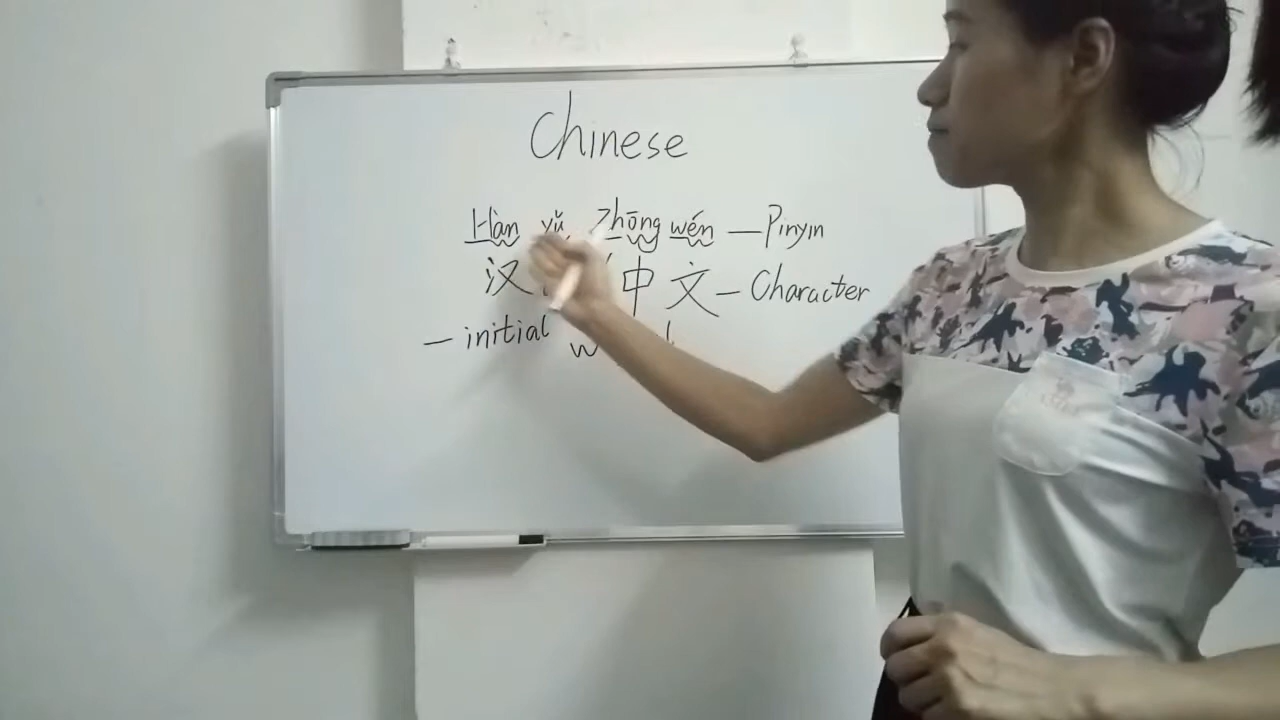 Chinese
Hàn yǔ Zhōng wén — Pinyin
汉 中文 — Character
— initial